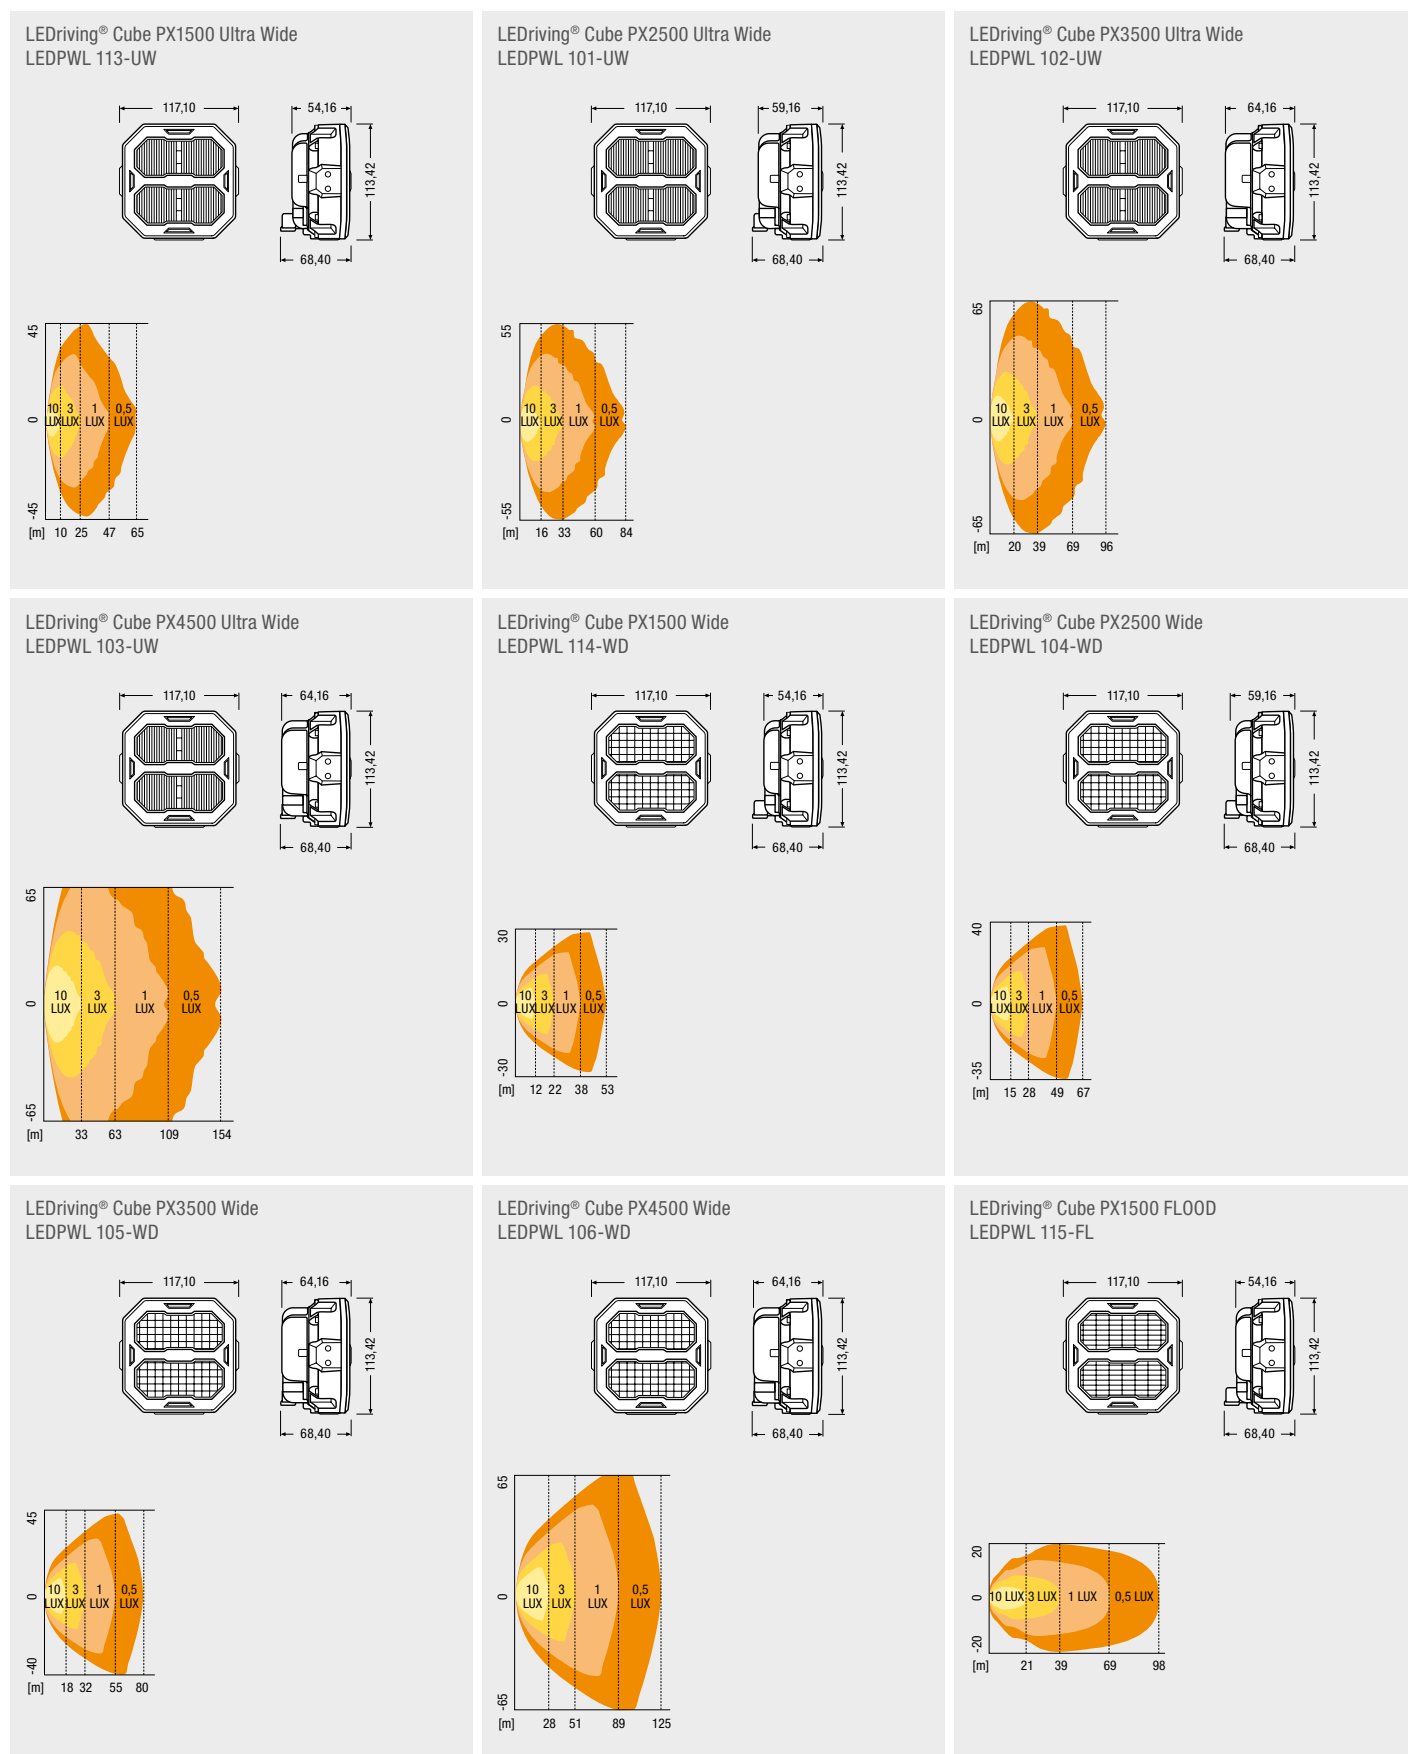 LEDriving® Cube PX1500 Ultra Wide
LEDPWL 113-UW
117,10
54,16
113,42
68,40
45
0
-45
10 LUX
3 LUX
1 LUX
0,5 LUX
[m] 10 25 47 65
LEDriving® Cube PX2500 Ultra Wide
LEDPWL 101-UW
117,10
59,16
113,42
68,40
55
0
-55
10 LUX
3 LUX
1 LUX
0,5 LUX
[m] 16 33 60 84
LEDriving® Cube PX3500 Ultra Wide
LEDPWL 102-UW
117,10
64,16
113,42
68,40
65
0
-65
10 LUX
3 LUX
1 LUX
0,5 LUX
[m] 20 39 69 96
LEDriving® Cube PX4500 Ultra Wide
LEDPWL 103-UW
117,10
64,16
113,42
68,40
65
0
-65
10 LUX
3 LUX
1 LUX
0,5 LUX
[m] 33 63 109 154
LEDriving® Cube PX1500 Wide
LEDPWL 114-WD
117,10
54,16
113,42
68,40
30
0
-30
10 LUX
3 LUX
1 LUX
0,5 LUX
[m] 12 22 38 53
LEDriving® Cube PX2500 Wide
LEDPWL 104-WD
117,10
59,16
113,42
68,40
40
0
-35
10 LUX
3 LUX
1 LUX
0,5 LUX
[m] 15 28 49 67
LEDriving® Cube PX3500 Wide
LEDPWL 105-WD
117,10
64,16
113,42
68,40
45
0
-40
10 LUX
3 LUX
1 LUX
0,5 LUX
[m] 18 32 55 80
LEDriving® Cube PX4500 Wide
LEDPWL 106-WD
117,10
64,16
113,42
68,40
65
0
-65
10 LUX
3 LUX
1 LUX
0,5 LUX
[m] 28 51 89 125
LEDriving® Cube PX1500 FLOOD
LEDPWL 115-FL
117,10
54,16
113,42
68,40
20
0
-20
10 LUX 3 LUX 1 LUX 0,5 LUX
[m] 21 39 69 98